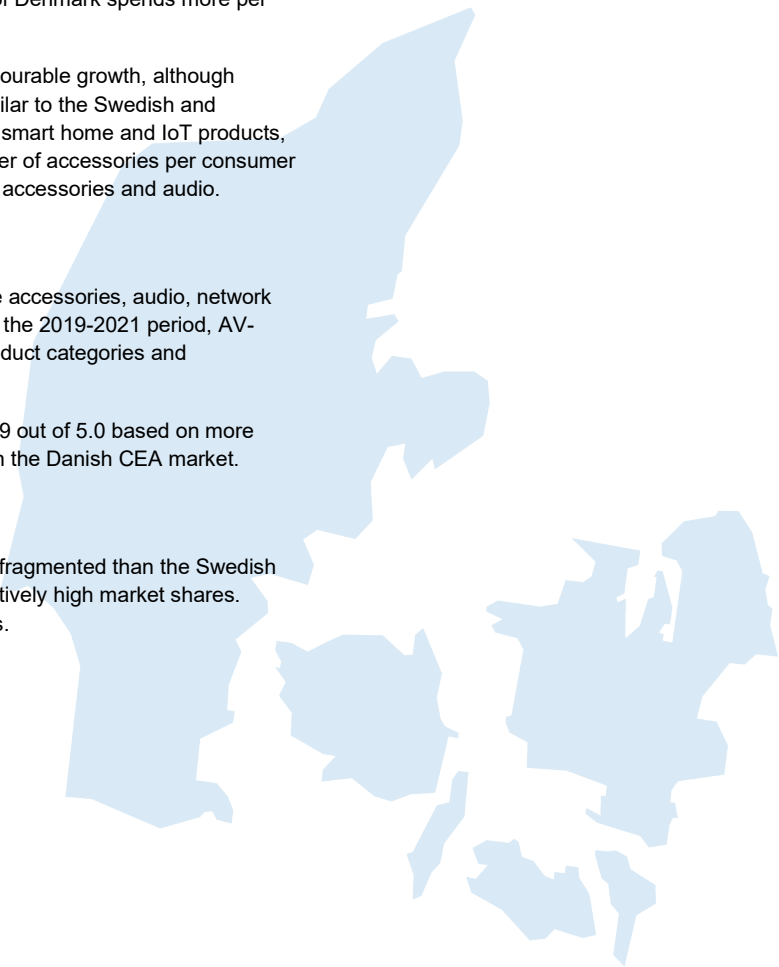 of Denmark spends more per
ourable growth, although
ilar to the Swedish and
smart home and IoT products,
er of accessories per consumer
accessories and audio.
e accessories, audio, network
the 2019-2021 period, AV-
duct categories and
9 out of 5.0 based on more
n the Danish CEA market.
fragmented than the Swedish
tively high market shares.
s.